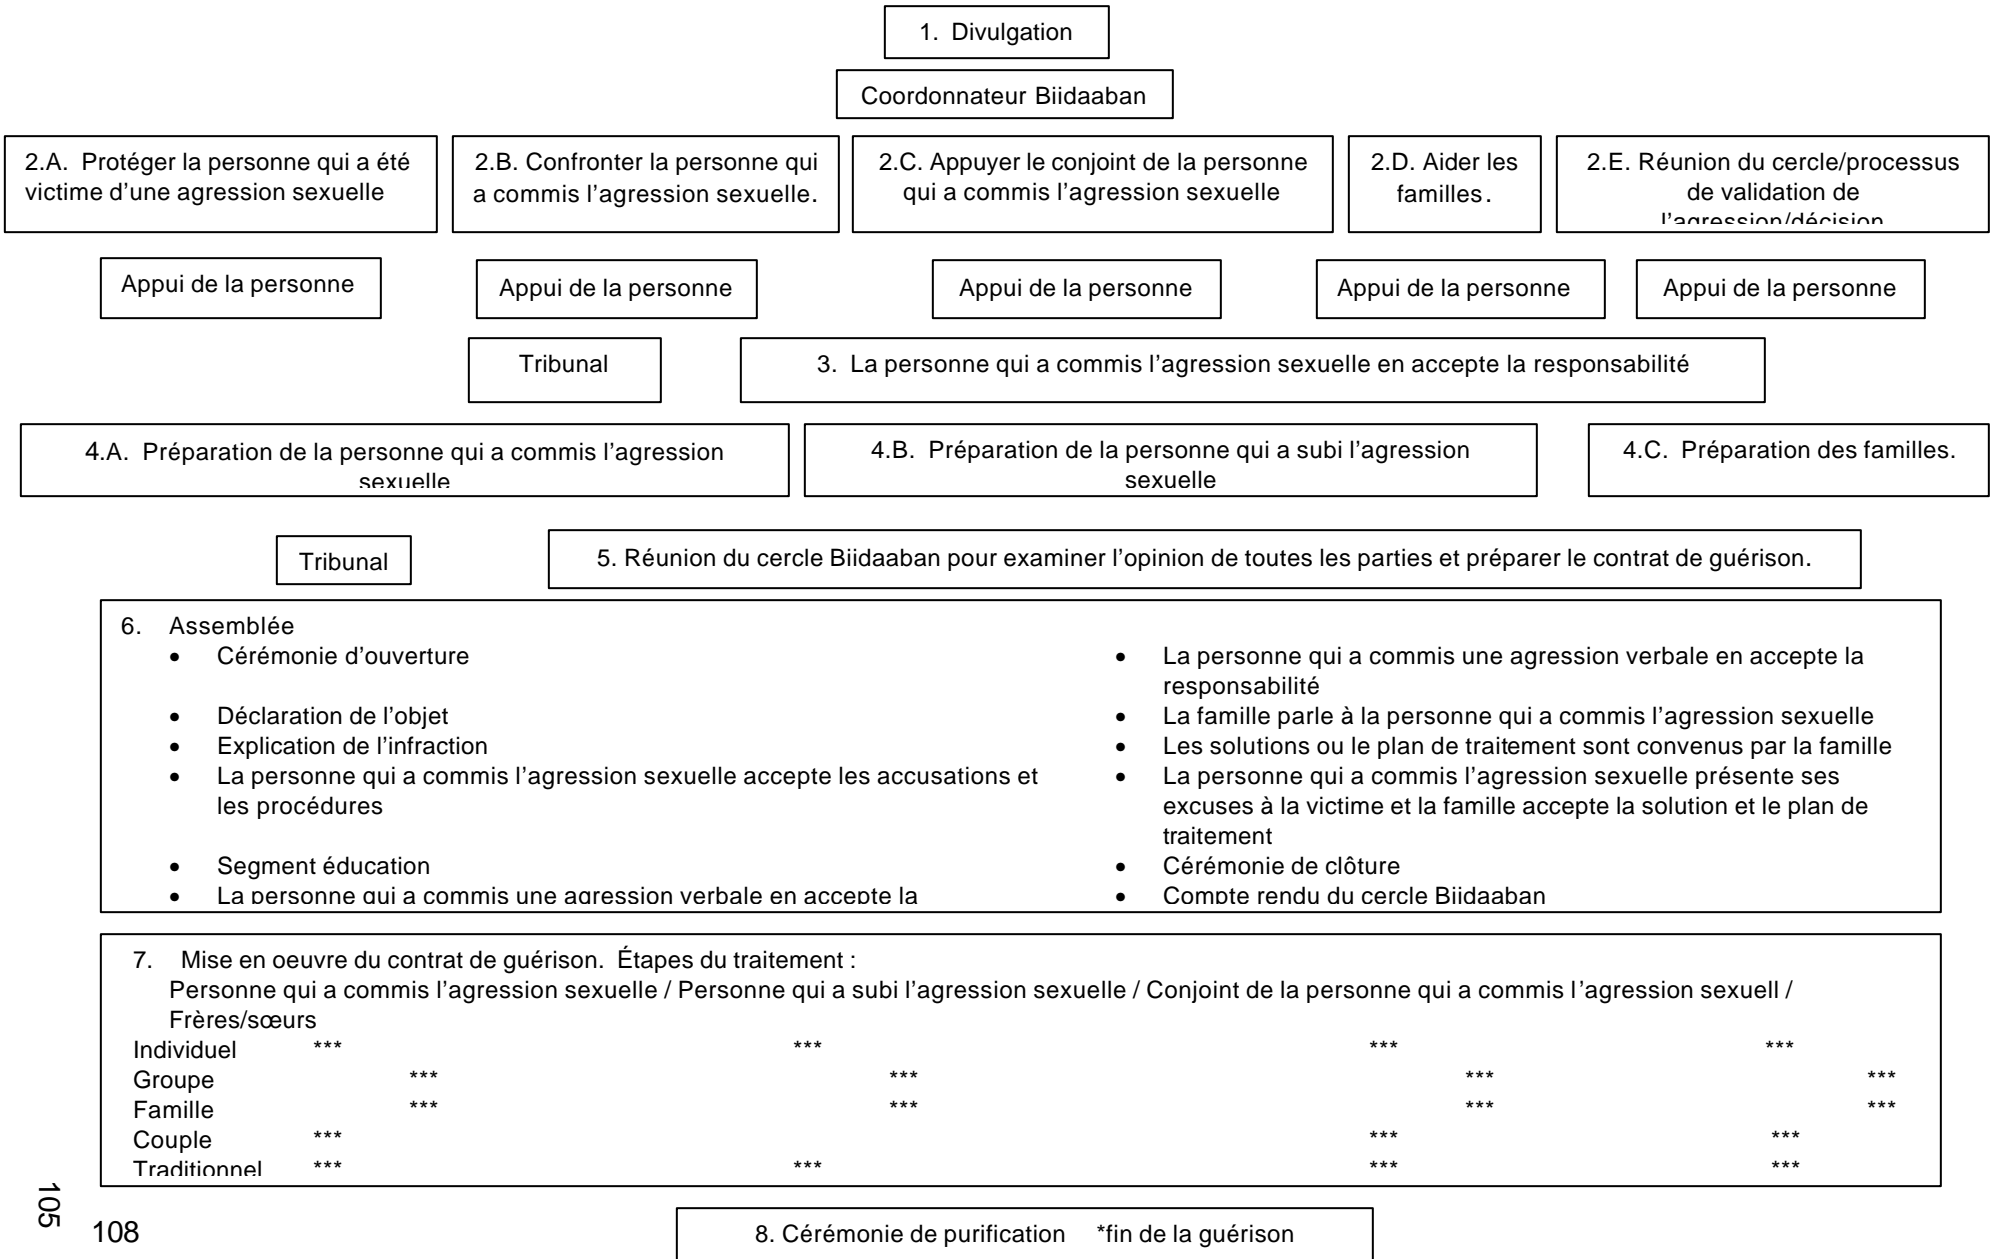 1. Divulgation
Coordonnateur Biidaaban
2.A. Protéger la personne qui a été
victime d'une agression sexuelle
2.B. Confronter la personne qui
a commis l'agression sexuelle.
2.C. Appuyer le conjoint de la personne
qui a commis l'agression sexuelle
2.D. Aider les
familles.
2.E. Réunion du cercle/processus
de validation de
l'agression/décision
Appui de la personne
Appui de la personne
Appui de la personne
Appui de la personne
Appui de la personne
Tribunal
3. La personne qui a commis l'agression sexuelle en accepte la responsabilité
4.A. Préparation de la personne qui a commis l'agression
sexuelle
4.B. Préparation de la personne qui a subi l'agression
sexuelle
4.C. Préparation des familles.
Tribunal
5. Réunion du cercle Biidaaban pour examiner l'opinion de toutes les parties et préparer le contrat de guérison.
6. Assemblée
• Cérémonie d'ouverture
• Déclaration de l'objet
• Explication de l'infraction
• La personne qui a commis l'agression sexuelle accepte les accusations et
les procédures
• Segment éducation
• La personne qui a commis une agression verbale en accepte la
• La personne qui a commis une agression verbale en accepte la
responsabilité
• La famille parle à la personne qui a commis l'agression sexuelle
• Les solutions ou le plan de traitement sont convenus par la famille
• La personne qui a commis l'agression sexuelle présente ses
excuses à la victime et la famille accepte la solution et le plan de
traitement
• Cérémonie de clôture
• Compte rendu du cercle Biidaaban
7. Mise en oeuvre du contrat de guérison. Étapes du traitement :
Personne qui a commis l'agression sexuelle / Personne qui a subi l'agression sexuelle / Conjoint de la personne qui a commis l'agression sexuell /
Frères/sœurs
Individuel *** *** *** ***
Groupe *** *** *** ***
Famille *** *** *** ***
Couple *** *** ***
Traditionnel *** *** *** ***
105
108
8. Cérémonie de purification *fin de la guérison